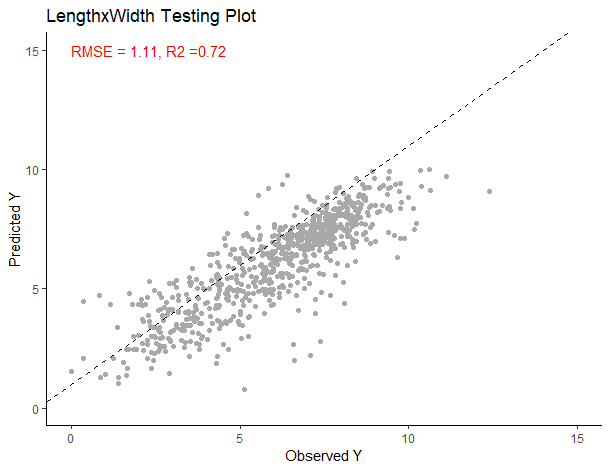 LengthxWidth Testing Plot
RMSE = 1.11, R2 =0.72
15
10
5
0
Predicted Y
0 5 10 15
Observed Y